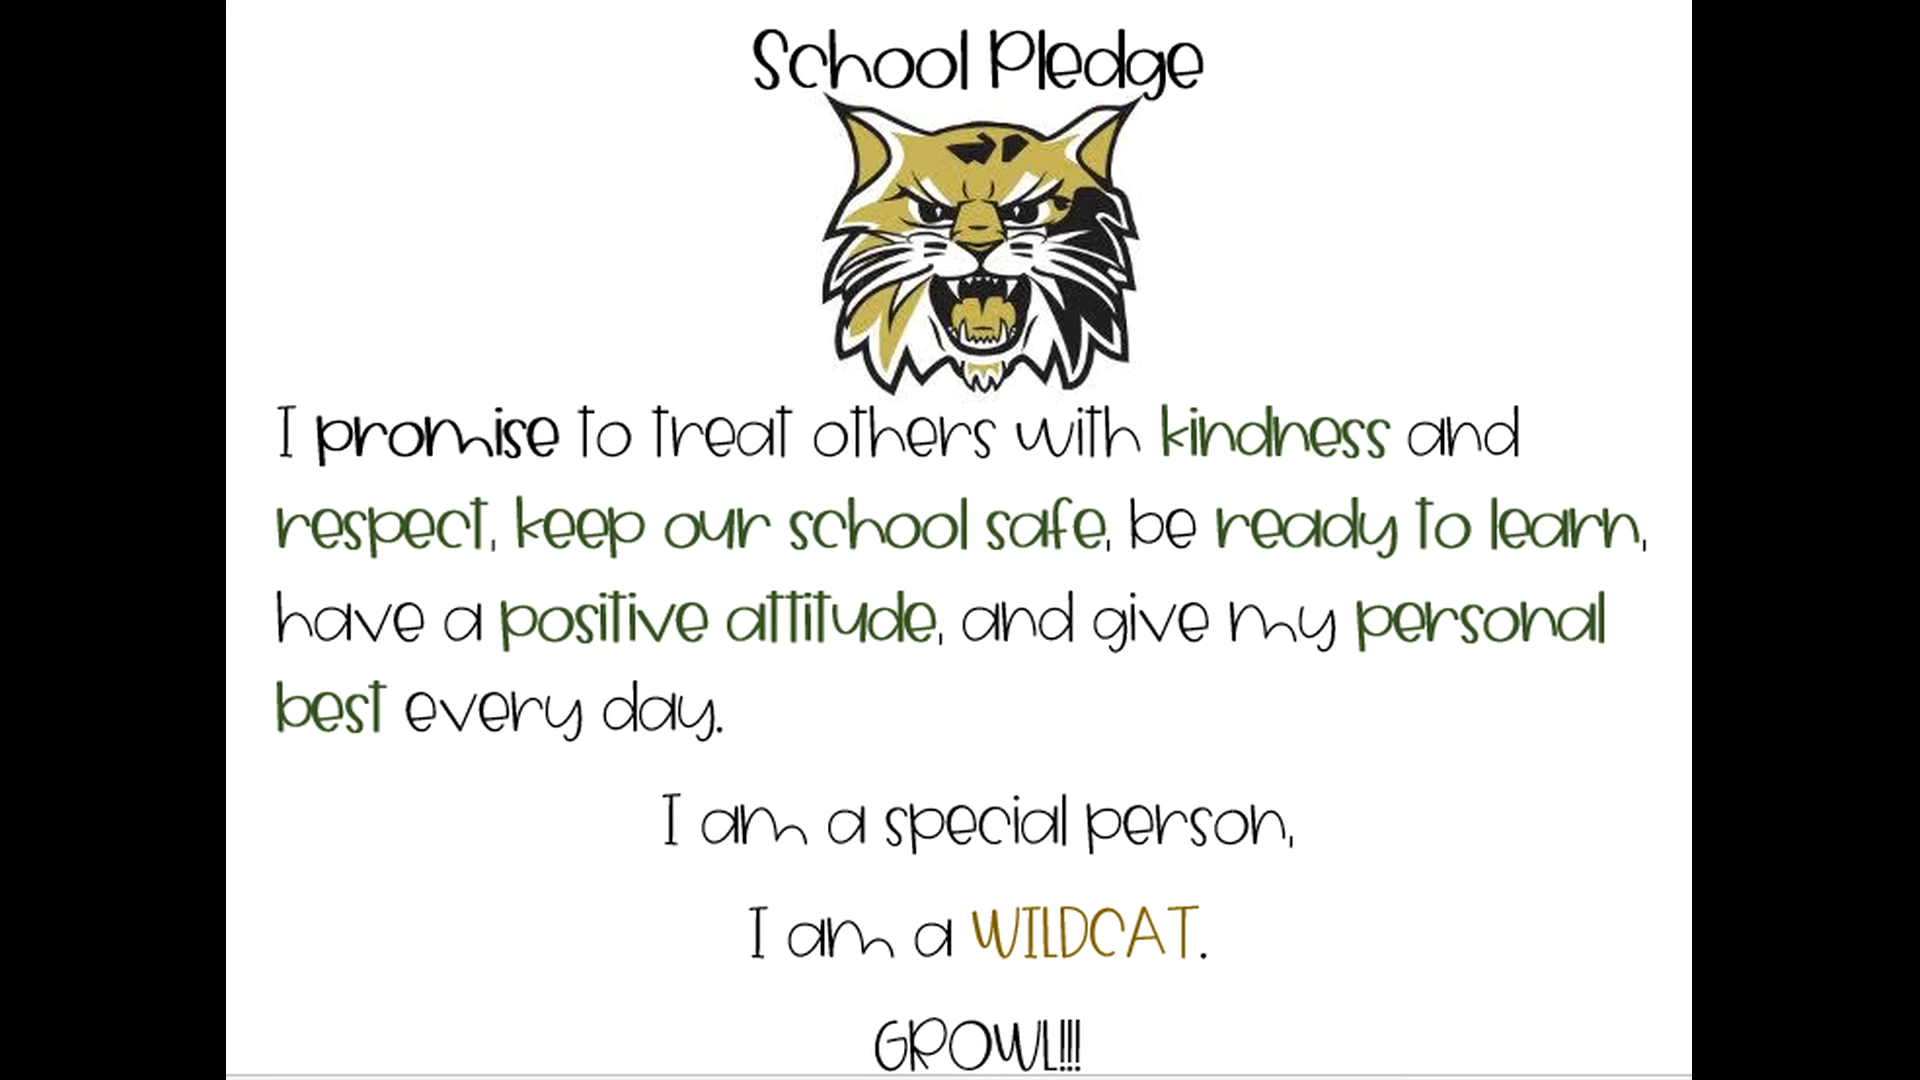 School Pledge
I promise to treat others with kindness and
respect, keep our school safe, be ready to learn,
have a positive attitude, and give my personal
best every day.
I am a special person,
I am a WILDCAT.
GROWL!!!